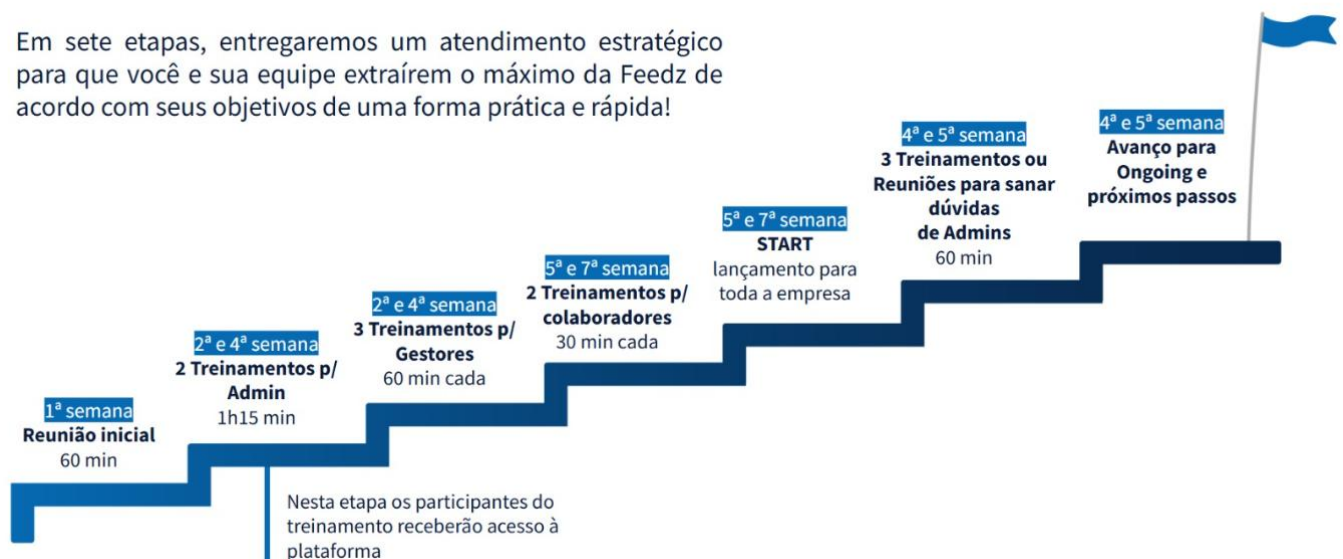 Em sete etapas, entregaremos um atendimento estratégico
para que você e sua equipe extraírem o máximo da Feedz de
acordo com seus objetivos de uma forma prática e rápida!
1ª semana
Reunião inicial
60 min
2ª e 4ª semana
2 Treinamentos p/
Admin
1h15 min
Nesta etapa os participantes do
treinamento receberão acesso à
plataforma
2ª e 4ª semana
3 Treinamentos p/
Gestores
60 min cada
5ª e 7ª semana
2 Treinamentos p/
colaboradores
30 min cada
5ª e 7ª semana
START
lançamento para
toda a empresa
4ª e 5ª semana
3 Treinamentos ou
Reuniões para sanar
dúvidas
de Admins
60 min
4ª e 5ª semana
Avanço para
Ongoing e
próximos passos